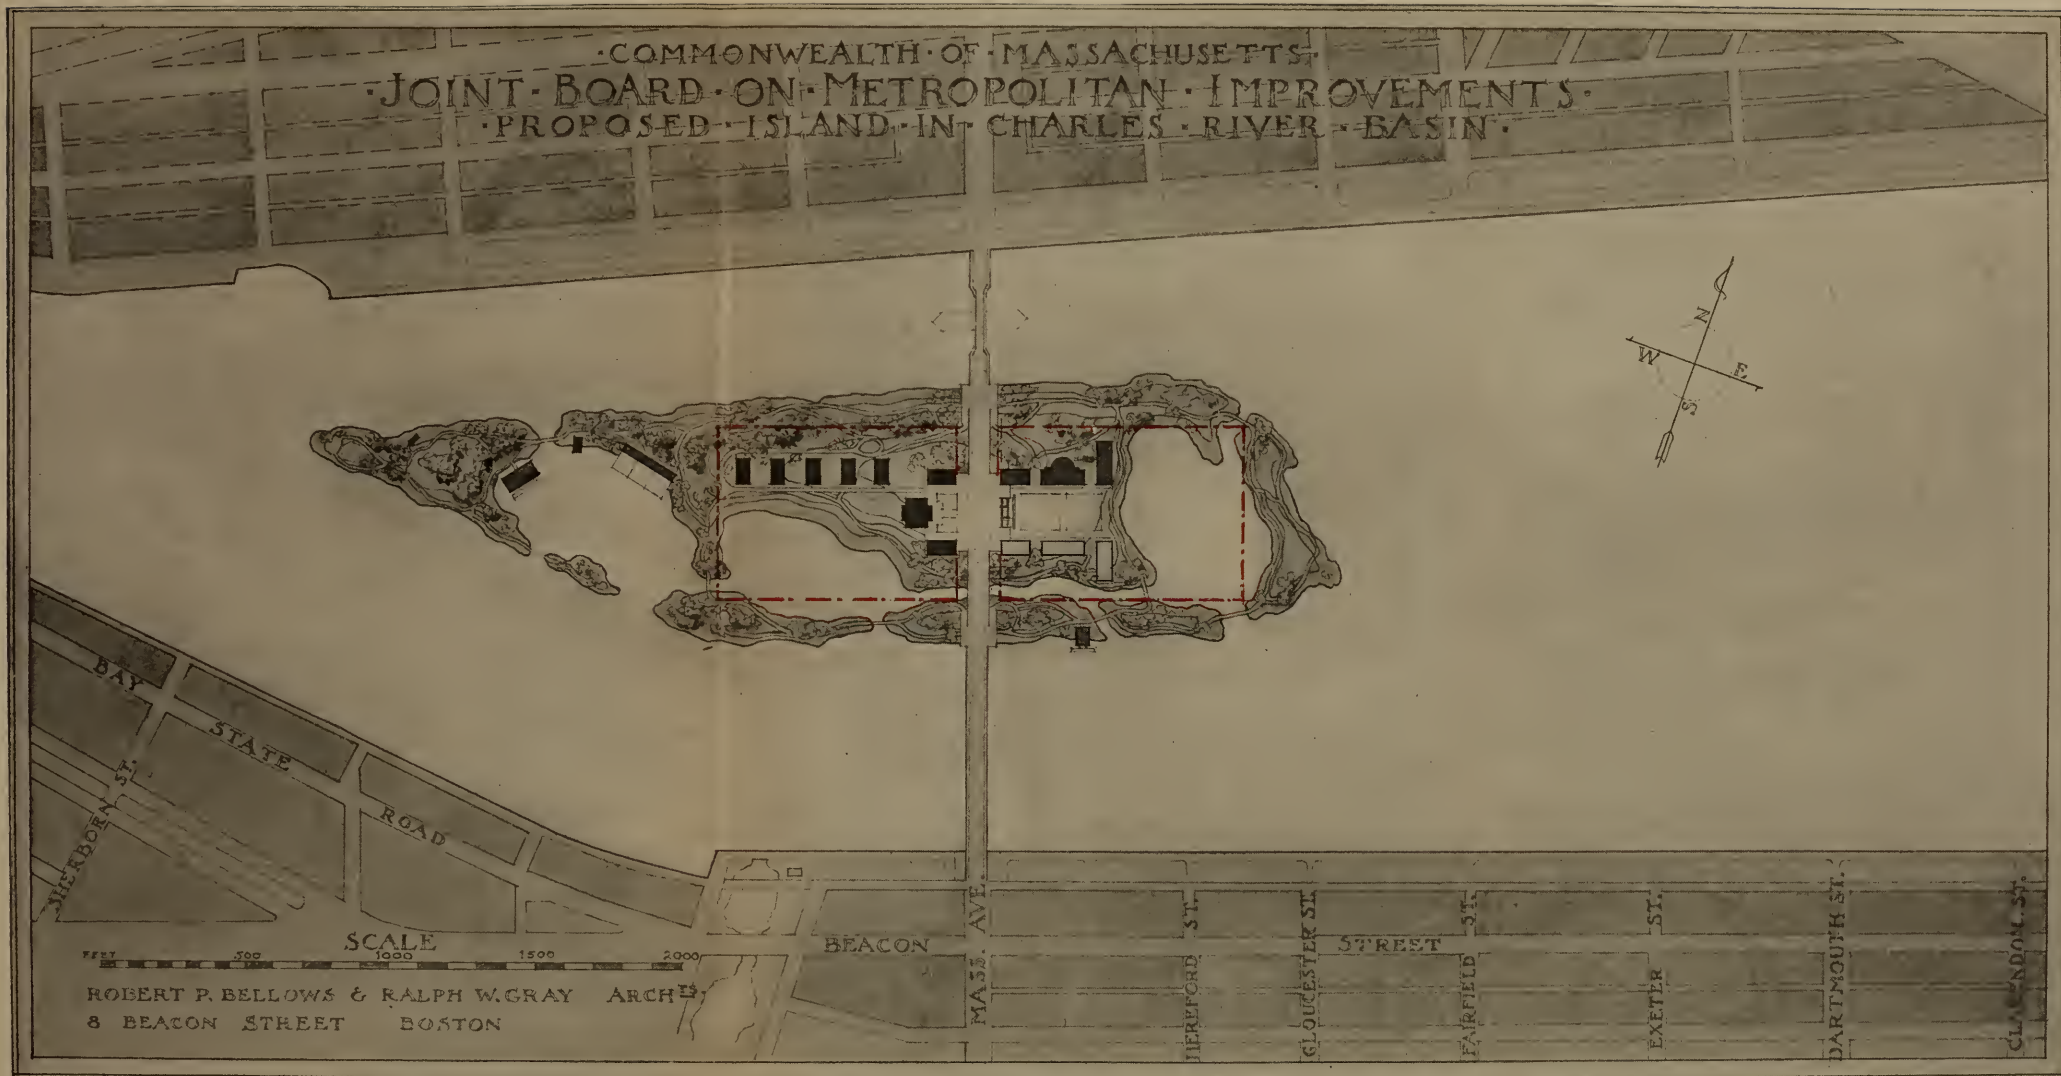 ·COMMONWEALTH·OF·MASSACHUSETTS·
·JOINT·BOARD·ON·METROPOLITAN·IMPROVEMENTS·
·PROPOSED·ISLAND·IN·CHARLES·RIVER·BASIN·
N
W
E
S
BAY
STATE
ROAD
SHERBORN ST.
SCALE
FEET 500 1000 1500 2000
ROBERT P. BELLOWS & RALPH W. GRAY ARCHTS.
8 BEACON STREET BOSTON
BEACON
STREET
MASS. AVE.
HEREFORD ST.
GLOUCESTER ST.
FAIRFIELD ST.
EXETER ST.
DARTMOUTH ST.
CLARENDON ST.